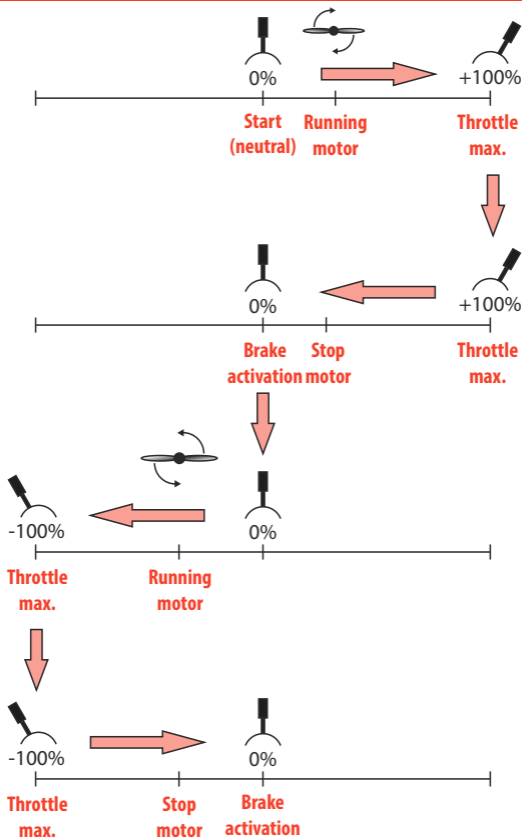 0% +100%
Start Running Throttle
(neutral) motor max.
0% +100%
Brake Stop Throttle
activation motor max.
-100% 0%
Throttle Running
max. motor
-100% 0%
Throttle Stop Brake
max. motor activation